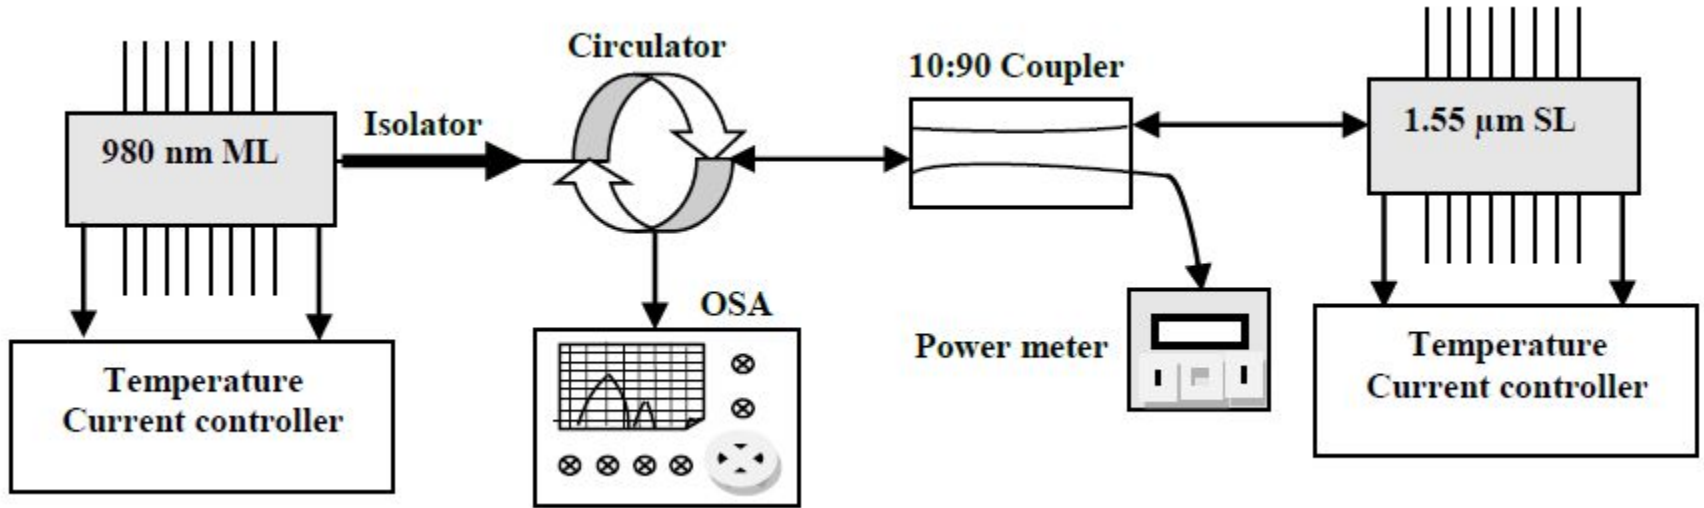 Circulator
10:90 Coupler
980 nm ML
Isolator
1.55 µm SL
OSA
Power meter
Temperature
Current controller
Temperature
Current controller